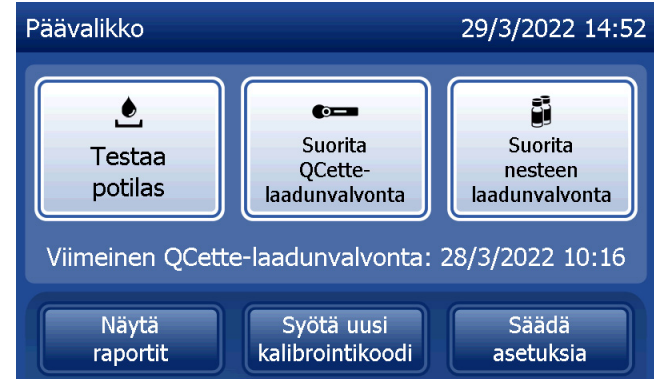 Päävalikko 29/3/2022 14:52
Testaa
potilas
Suorita
QCette-
laadunvalvonta
Suorita
nesteen
laadunvalvonta
Viimeinen QCette-laadunvalvonta: 28/3/2022 10:16
Näytä
raportit
Syötä uusi
kalibrointikoodi
Säädä
asetuksia